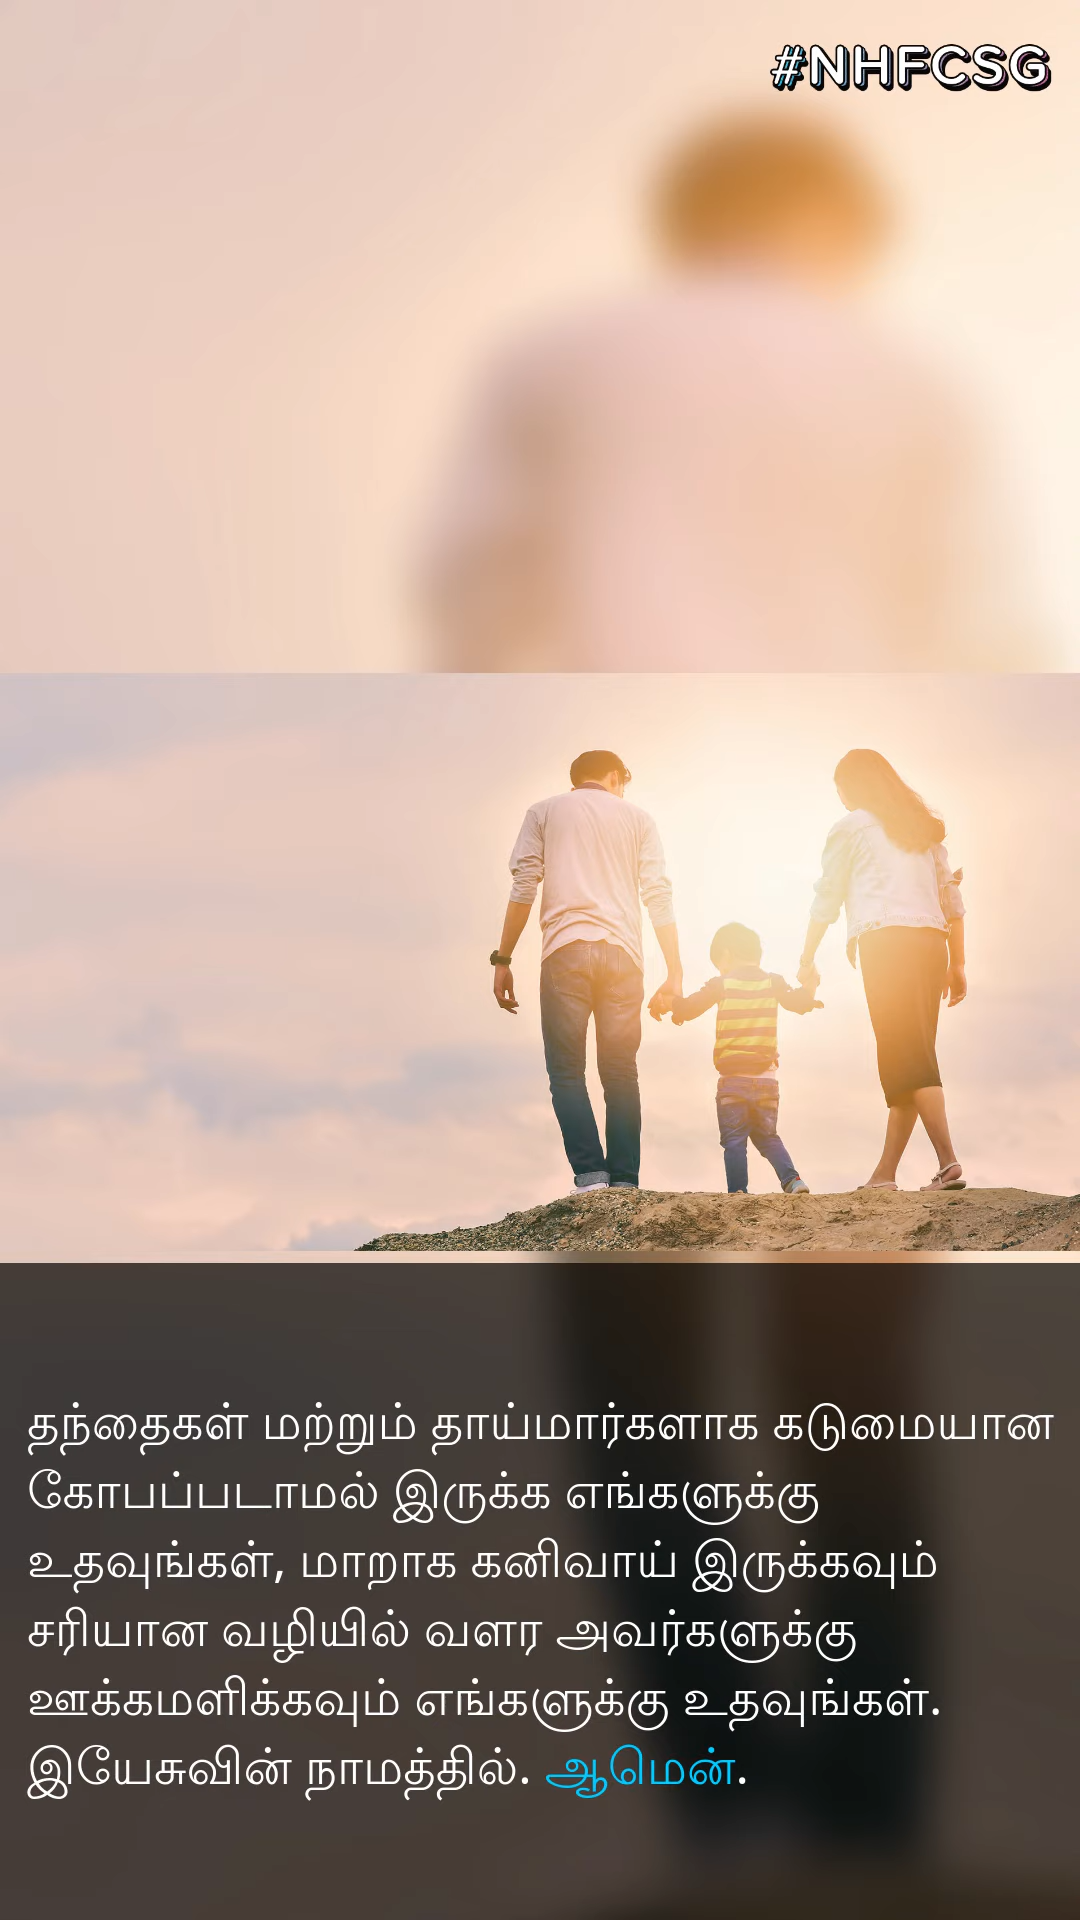 #NHFCSG
தந்தைகள் மற்றும் தாய்மார்களாக கடுமையான
கோபப்படாமல் இருக்க எங்களுக்கு
உதவுங்கள், மாறாக கனிவாய் இருக்கவும்
சரியான வழியில் வளர அவர்களுக்கு
ஊக்கமளிக்கவும் எங்களுக்கு உதவுங்கள்.
இயேசுவின் நாமத்தில். ஆமென்.